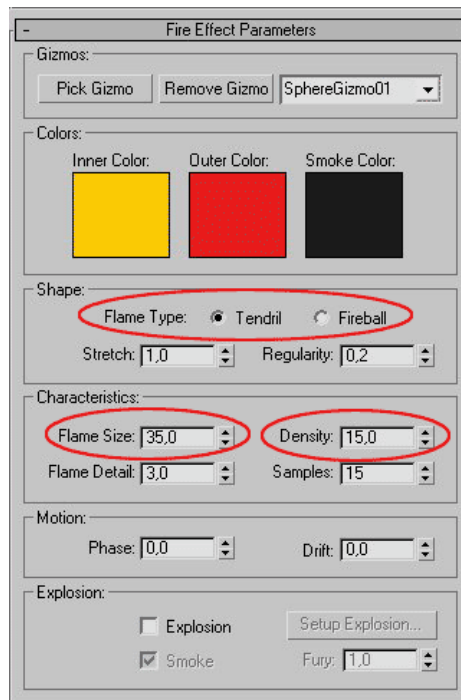 - Fire Effect Parameters
Gizmos:
Pick Gizmo Remove Gizmo SphereGizmo01
Colors:
Inner Color: Outer Color: Smoke Color:
Shape:
Flame Type: Tendril Fireball
Stretch: 1,0 Regularity: 0,2
Characteristics:
Flame Size: 35,0 Density: 15,0
Flame Detail: 3,0 Samples: 15
Motion:
Phase: 0,0 Drift: 0,0
Explosion:
Explosion Setup Explosion...
Smoke Fury: 1,0